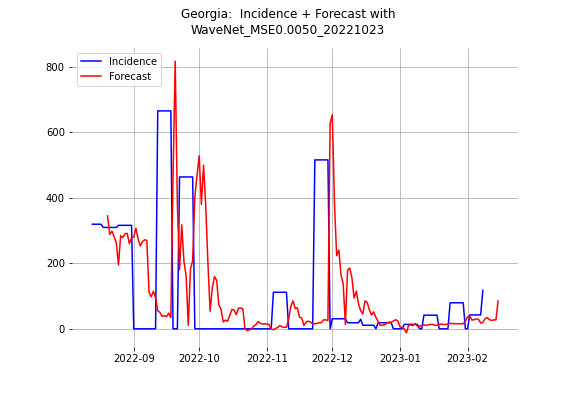 Georgia:  Incidence + Forecast with
WaveNet_MSE0.0050_20221023
Incidence
Forecast
800
600
400
200
0
2022-09 2022-10 2022-11 2022-12 2023-01 2023-02